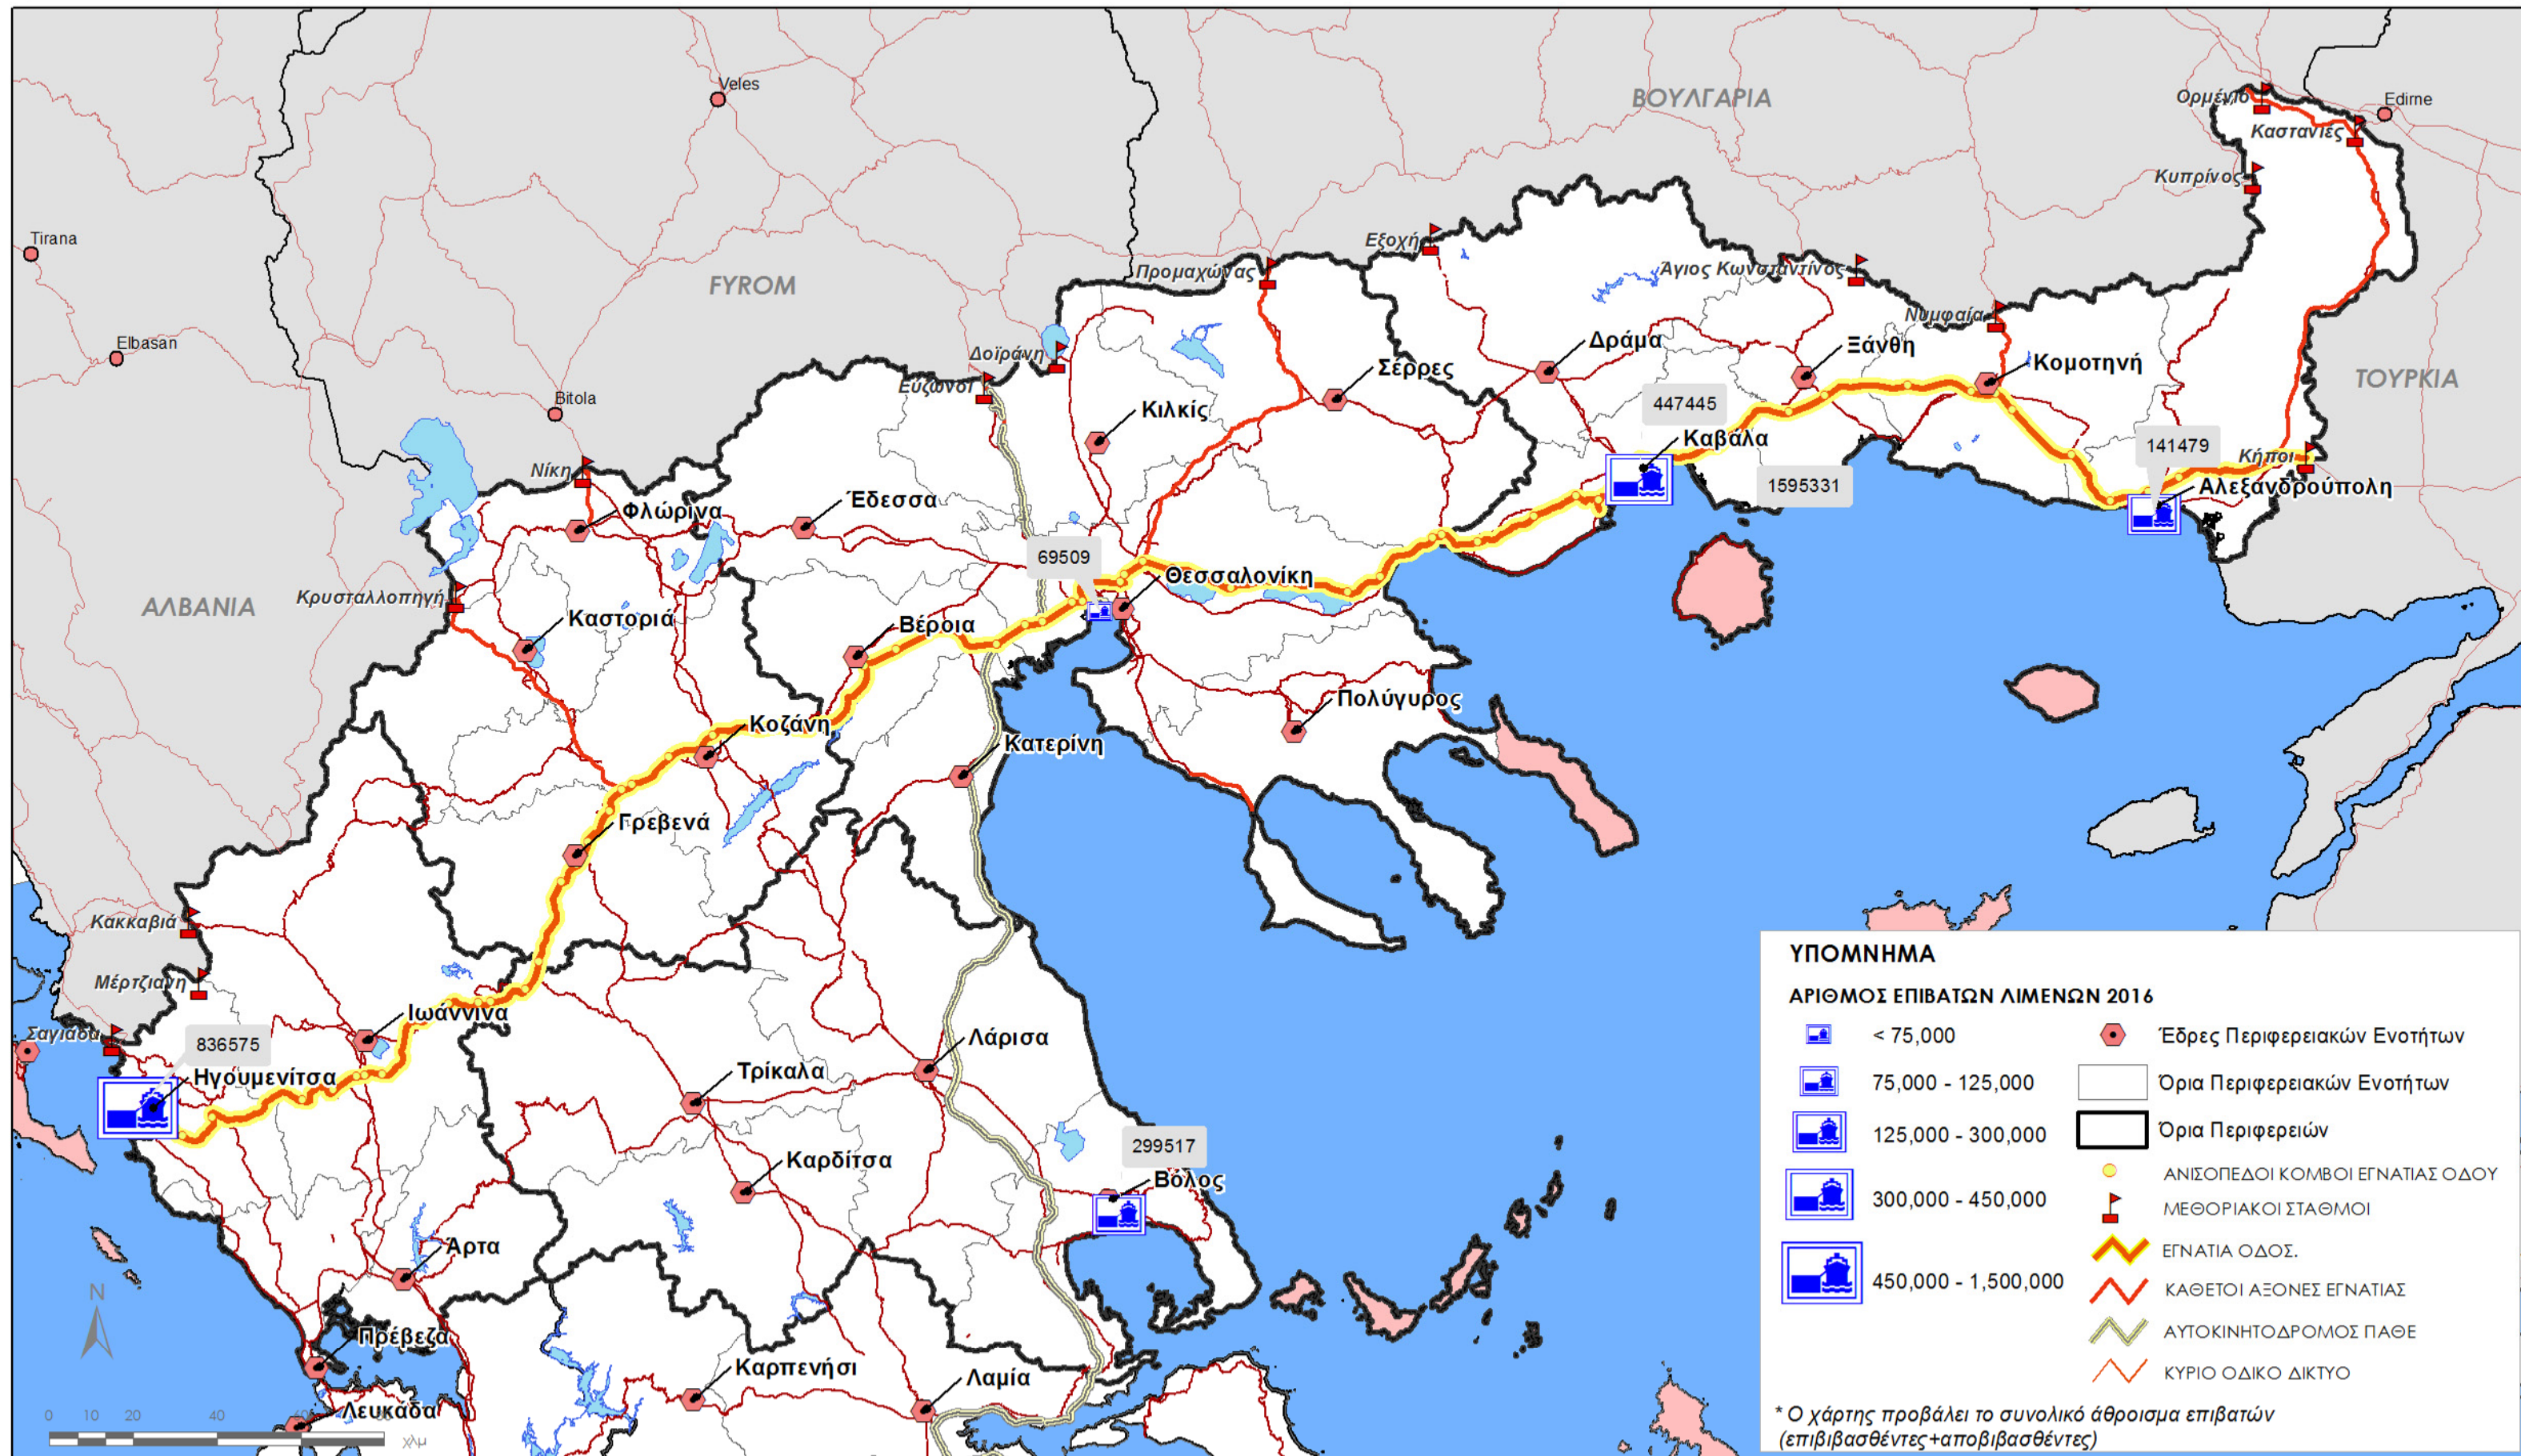 Veles
ΒΟΥΛΓΑΡΙΑ
Ορμένιο
Edirne
Καστανιές
Κυπρίνος
Tirana
Εξοχή
Προμαχώνας
Άγιος Κωνσταντίνος
FYROM
Νυμφαία
Elbasan
Δοϊράνη
Δράμα
Ξάνθη
Κομοτηνή
Εύζωνοι
Σέρρες
ΤΟΥΡΚΙΑ
Bitola
Κιλκίς
447445
Καβάλα
141479
Νίκη
Κήποι
1595331
Αλεξανδρούπολη
Φλώρινα
Έδεσσα
69509
Θεσσαλονίκη
Κρυσταλλοπηγή
ΑΛΒΑΝΙΑ
Καστοριά
Βέροια
Πολύγυρος
Κοζάνη
Κατερίνη
Γρεβενά
Κακκαβιά
Μέρτζιανη
Ιωάννινα
Σαγιάδα
836575
Λάρισα
Ηγουμενίτσα
Τρίκαλα
299517
Καρδίτσα
Βόλος
Άρτα
N
Πρέβεζα
Καρπενήσι
Λαμία
Λευκάδα
0 10 20 40 60 80
χλμ
ΥΠΟΜΝΗΜΑ
ΑΡΙΘΜΟΣ ΕΠΙΒΑΤΩΝ ΛΙΜΕΝΩΝ 2016
< 75,000
75,000 - 125,000
125,000 - 300,000
300,000 - 450,000
450,000 - 1,500,000
Έδρες Περιφερειακών Ενοτήτων
Όρια Περιφερειακών Ενοτήτων
Όρια Περιφερειών
ΑΝΙΣΟΠΕΔΟΙ ΚΟΜΒΟΙ ΕΓΝΑΤΙΑΣ ΟΔΟΥ
ΜΕΘΟΡΙΑΚΟΙ ΣΤΑΘΜΟΙ
ΕΓΝΑΤΙΑ ΟΔΟΣ.
ΚΑΘΕΤΟΙ ΑΞΟΝΕΣ ΕΓΝΑΤΙΑΣ
ΑΥΤΟΚΙΝΗΤΟΔΡΟΜΟΣ ΠΑΘΕ
ΚΥΡΙΟ ΟΔΙΚΟ ΔΙΚΤΥΟ
* Ο χάρτης προβάλει το συνολικό άθροισμα επιβατών
(επιβιβασθέντες+αποβιβασθέντες)